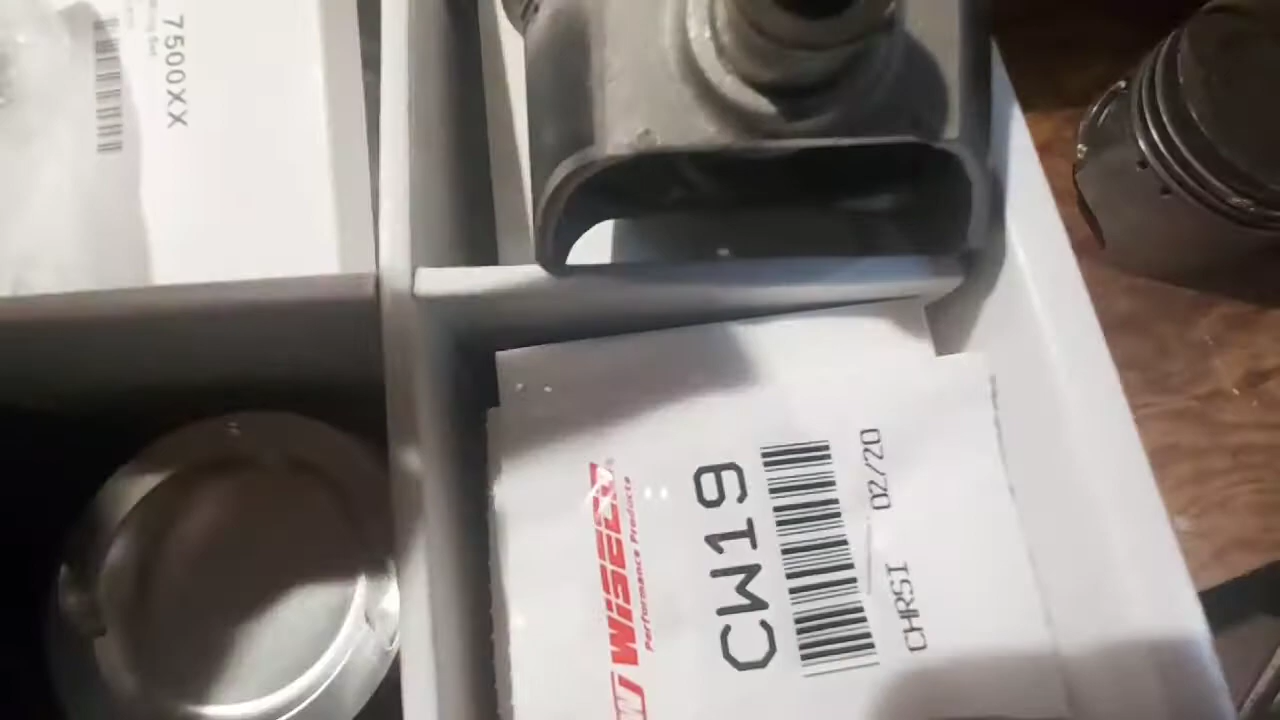 7500XX
W WISECO
Performance Products
CW19
CHRSI 02/20